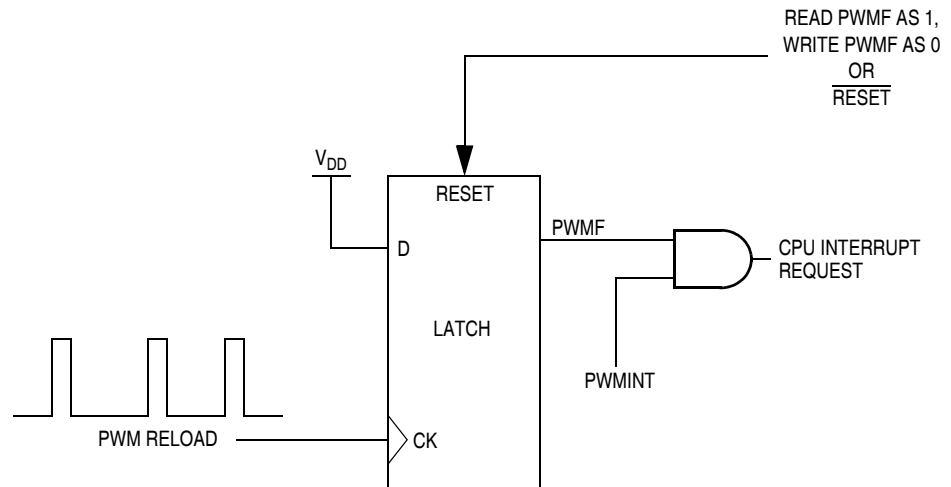 READ PWMF AS 1,
WRITE PWMF AS 0
OR
RESET
VDD
RESET
PWMF
D
CPU INTERRUPT
REQUEST
LATCH
PWMINT
PWM RELOAD
CK